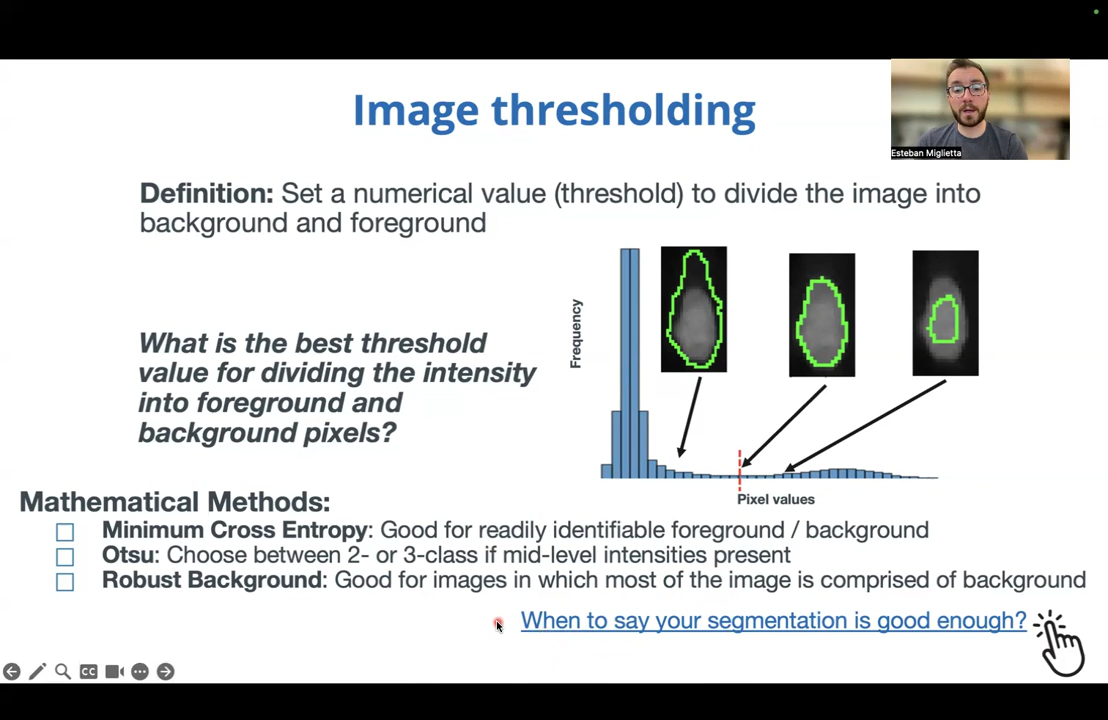 Image thresholding
Esteban Miglietta
Definition: Set a numerical value (threshold) to divide the image into
background and foreground
What is the best threshold
value for dividing the intensity
into foreground and
background pixels?
Frequency
Pixel values
Mathematical Methods:
Minimum Cross Entropy: Good for readily identifiable foreground / background
Otsu: Choose between 2- or 3-class if mid-level intensities present
Robust Background: Good for images in which most of the image is comprised of background
When to say your segmentation is good enough?
CC